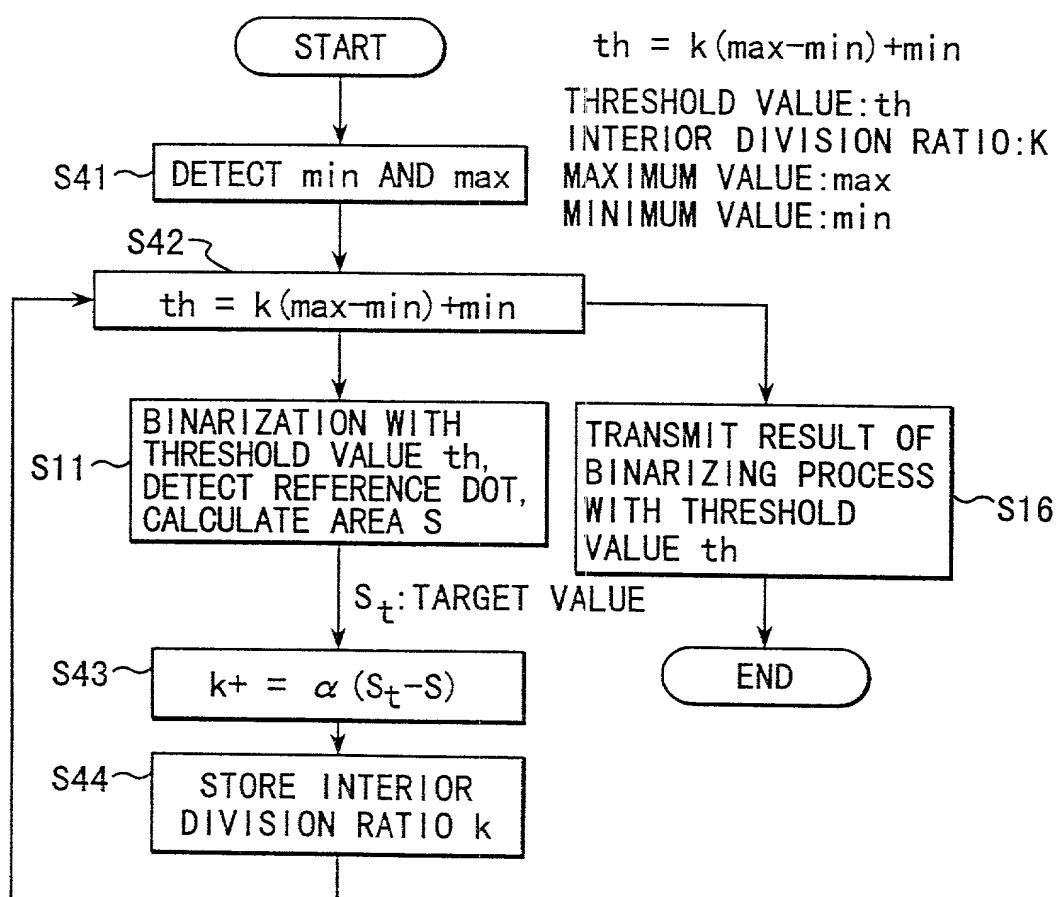 START
th = k(max-min)+min
THRESHOLD VALUE:th
INTERIOR DIVISION RATIO:K
MAXIMUM VALUE:max
MINIMUM VALUE:min
S41
DETECT min AND max
S42
th = k(max-min)+min
S11
BINARIZATION WITH
THRESHOLD VALUE th,
DETECT REFERENCE DOT,
CALCULATE AREA S
TRANSMIT RESULT OF
BINARIZING PROCESS
WITH THRESHOLD
VALUE th
S16
St:TARGET VALUE
S43
k+ = α (St-S)
END
S44
STORE INTERIOR
DIVISION RATIO k